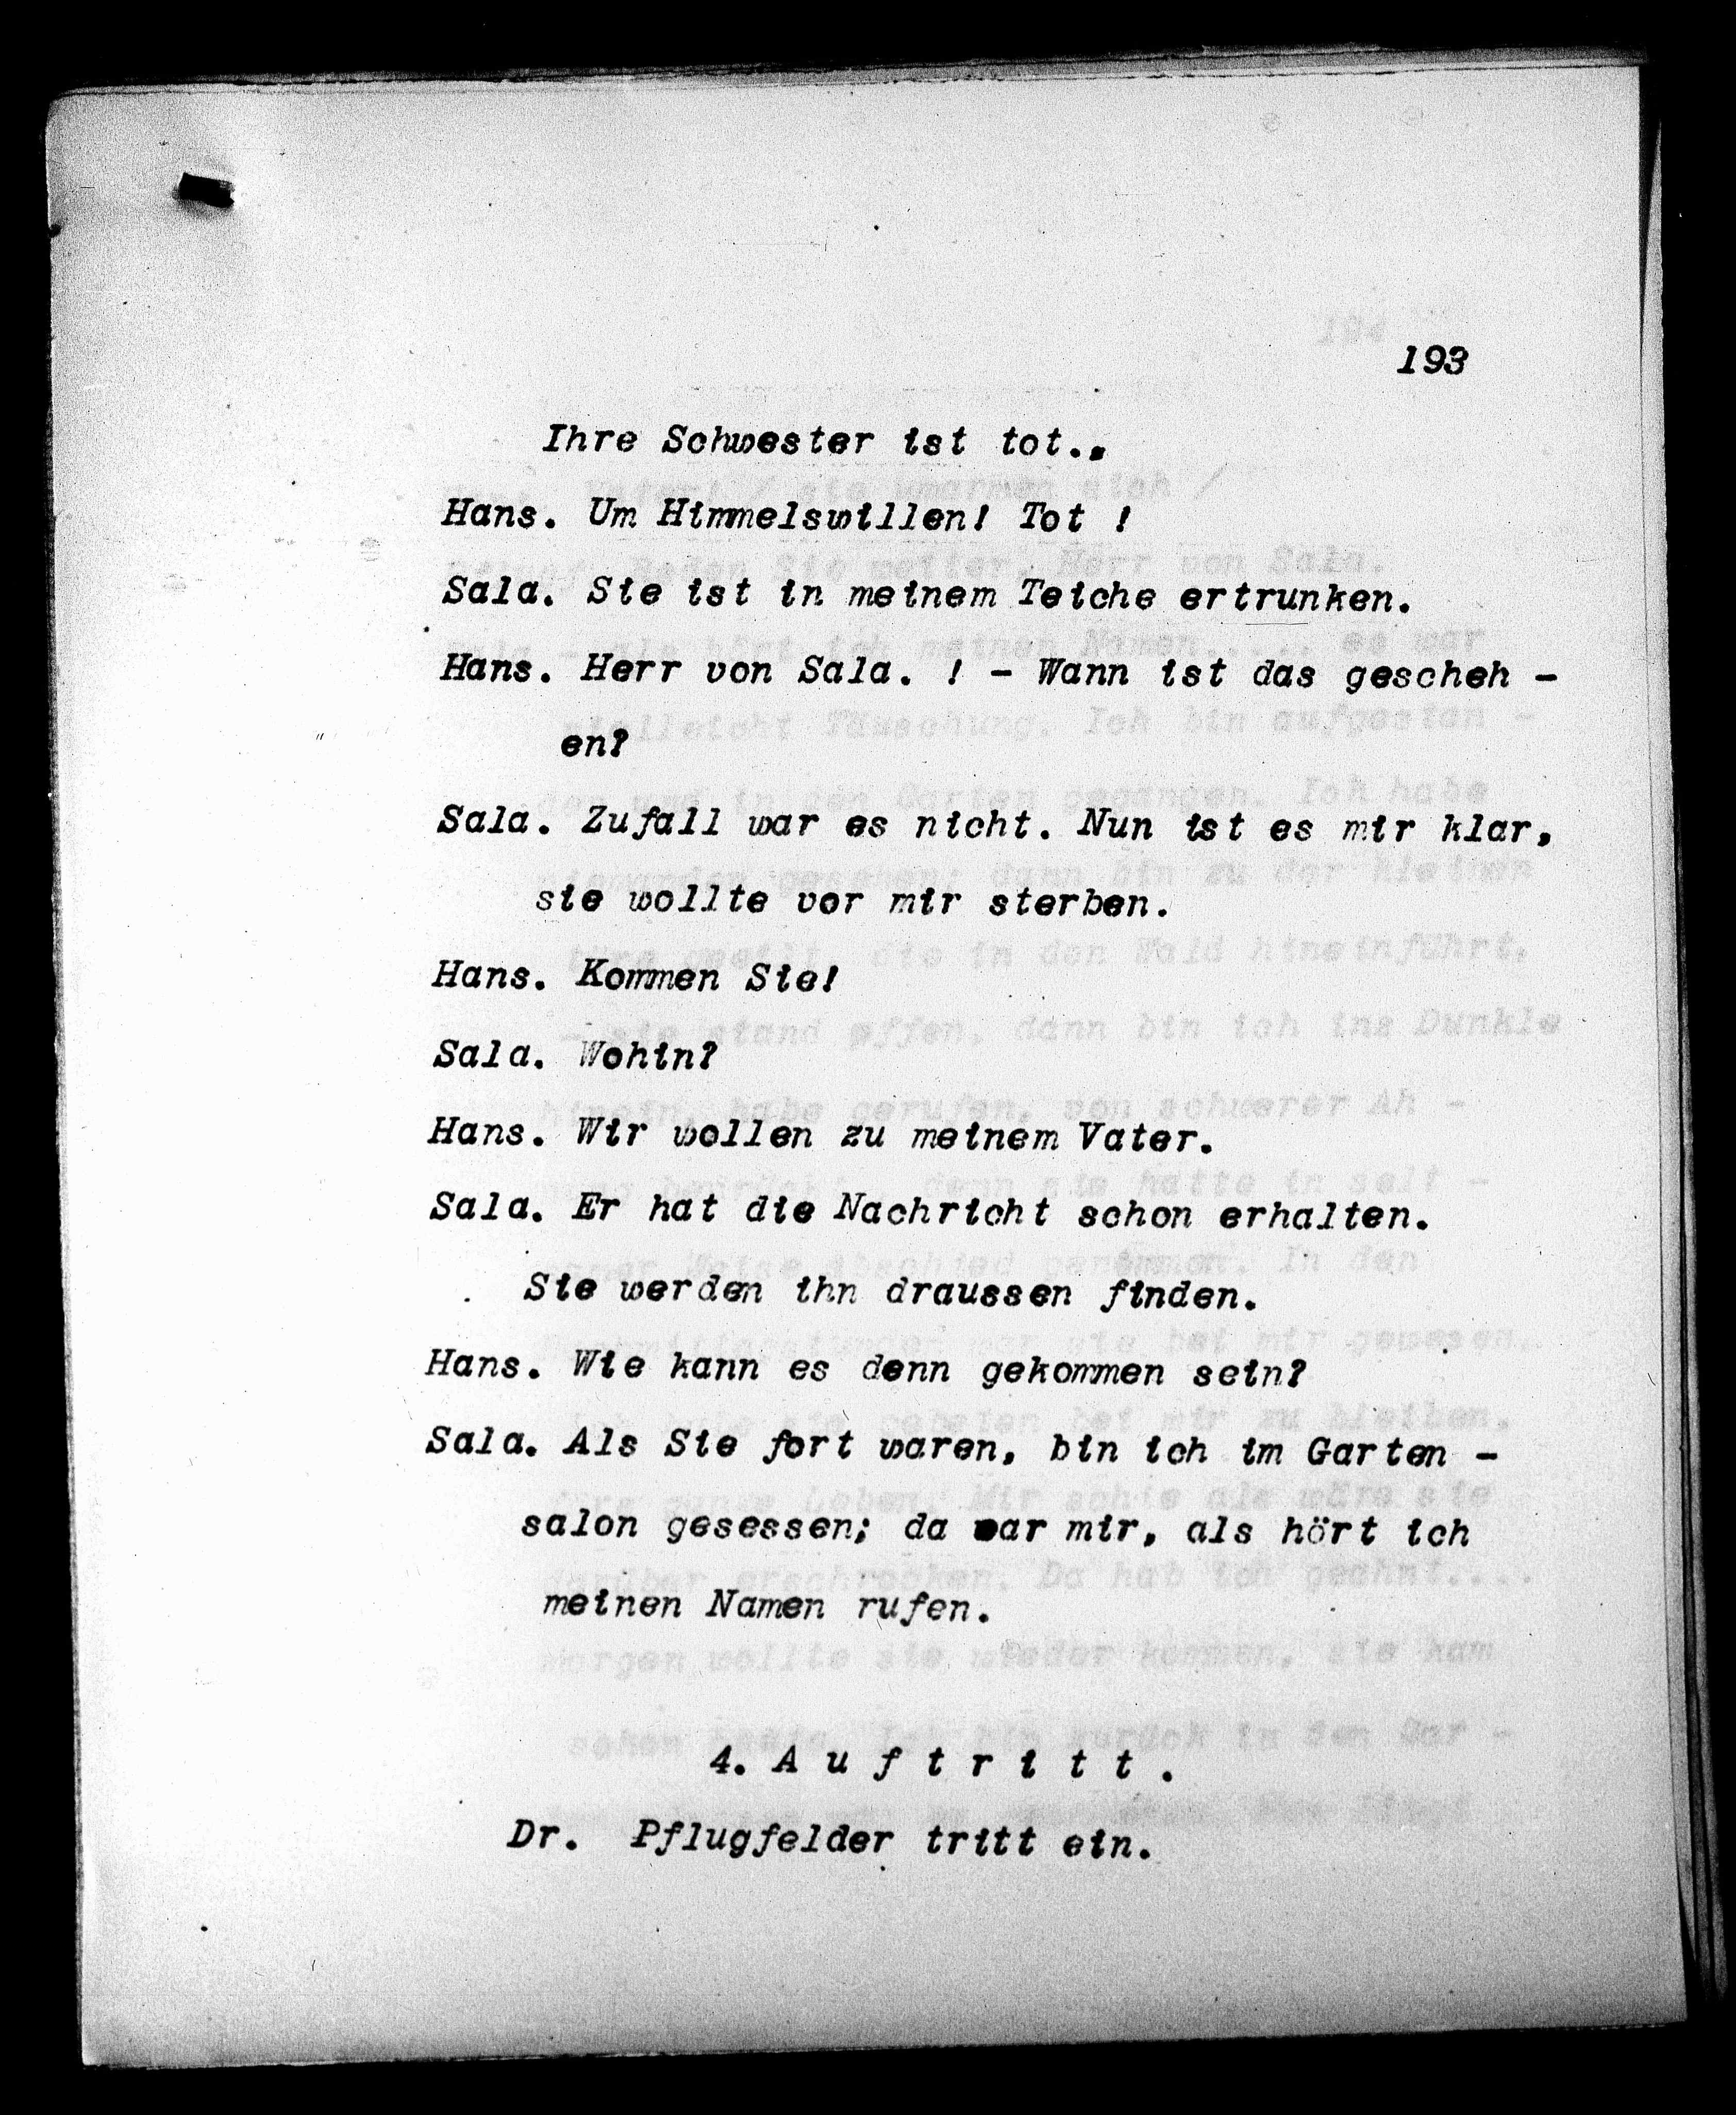 193
Ihre Schwester ist tot..
Hans. Um Himmelswillen! Tot !
Sala. Sie ist in meinem Teiche ertrunken.
Hans. Herr von Sala. ! - Wann ist das gescheh -
en?
Sala. Zufall war es nicht. Nun ist es mir klar,
sie wollte vor mir sterben.
Hans. Kommen Sie!
Sala. Wohin?
Hans. Wir wollen zu meinem Vater.
Sala. Er hat die Nachricht schon erhalten.
Sie werden ihn draussen finden.
Hans. Wie kann es denn gekommen sein?
Sala. Als Sie fort waren, bin ich im Garten -
salon gesessen; da war mir, als hört ich
meinen Namen rufen.
4. A u f t r i t t .
Dr. Pflugfelder tritt ein.